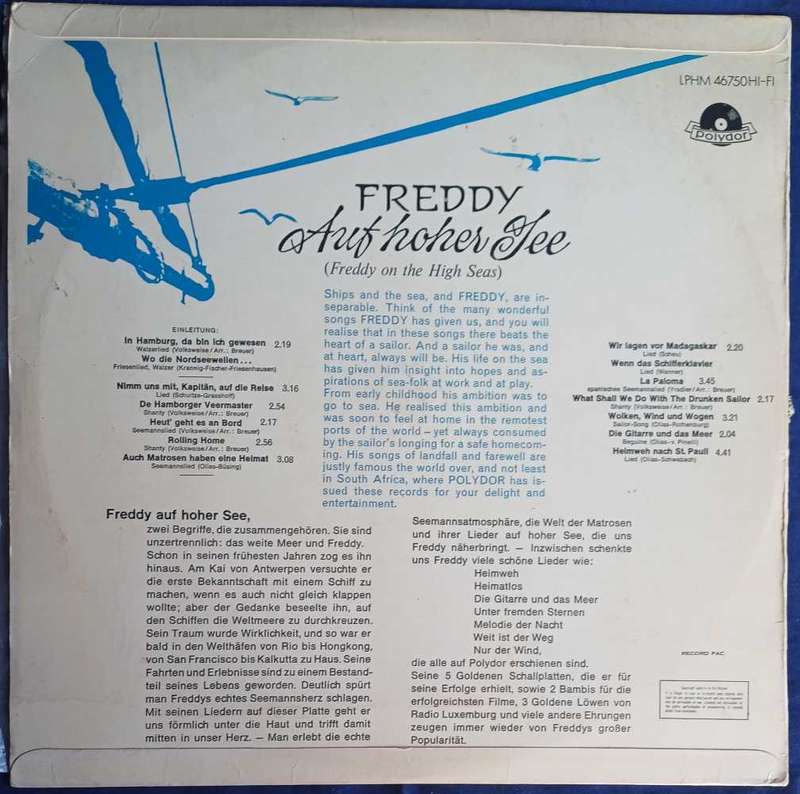 LPHM 46750 HI-FI
Polydor
FREDDY
Auf hoher See
(Freddy on the High Seas)
EINLEITUNG:
In Hamburg, da bin ich gewesen 2.19
Walzerlied (Volksweise/Arr.: Breuer)
Wo die Nordseewellen...
Friesenlied, Walzer (Krannig-Fischer-Friesenhausen)
Nimm uns mit, Kapitän, auf die Reise 3.16
Lied (Schultze-Grasshoff)
De Hamborger Veermaster 2.54
Shanty (Volksweise/Arr.: Breuer)
Heut' geht es an Bord 2.17
Seemannslied (Volksweise/Arr.: Breuer)
Rolling Home 2.56
Shanty (Volksweise/Arr.: Breuer)
Auch Matrosen haben eine Heimat 3.08
Seemannslied (Olias-Büsing)
Ships and the sea, and FREDDY, are in-
separable. Think of the many wonderful
songs FREDDY has given us, and you will
realise that in these songs there beats the
heart of a sailor. And a sailor he was, and
at heart, always will be. His life on the sea
has given him insight into hopes and as-
pirations of sea-folk at work and at play.
From early childhood his ambition was to
go to sea. He realised this ambition and
was soon to feel at home in the remotest
ports of the world – yet always consumed
by the sailor's longing for a safe homecom-
ing. His songs of landfall and farewell are
justly famous the world over, and not least
in South Africa, where POLYDOR has is-
sued these records for your delight and
entertainment.
Wir lagen vor Madagaskar 2.20
Lied (Scheu)
Wenn das Schifferklavier
Lied (Wanner)
La Paloma 3.45
spanisches Seemannslied (Yradier/Arr.: Breuer)
What Shall We Do With The Drunken Sailor 2.17
Shanty (Volksweise/Arr.: Breuer)
Wolken, Wind und Wogen 3.21
Sailor-Song (Olias-Rothenburg)
Die Gitarre und das Meer 2.04
Beguine (Olias-v. Pinelli)
Heimweh nach St. Pauli 4.41
Lied (Olias-Schwabach)
Freddy auf hoher See,
zwei Begriffe, die zusammengehören. Sie sind
unzertrennlich: das weite Meer und Freddy.
Schon in seinen frühesten Jahren zog es ihn
hinaus. Am Kai von Antwerpen versuchte er
die erste Bekanntschaft mit einem Schiff zu
machen, wenn es auch nicht gleich klappen
wollte; aber der Gedanke beseelte ihn, auf
den Schiffen die Weltmeere zu durchkreuzen.
Sein Traum wurde Wirklichkeit, und so war er
bald in den Welthäfen von Rio bis Hongkong,
von San Francisco bis Kalkutta zu Haus. Seine
Fahrten und Erlebnisse sind zu einem Bestand-
teil seines Lebens geworden. Deutlich spürt
man Freddys echtes Seemannsherz schlagen.
Mit seinen Liedern auf dieser Platte geht er
uns förmlich unter die Haut und trifft damit
mitten in unser Herz. – Man erlebt die echte
Seemannsatmosphäre, die Welt der Matrosen
und ihrer Lieder auf hoher See, die uns
Freddy näherbringt. – Inzwischen schenkte
uns Freddy viele schöne Lieder wie:
Heimweh
Heimatlos
Die Gitarre und das Meer
Unter fremden Sternen
Melodie der Nacht
Weit ist der Weg
Nur der Wind,
die alle auf Polydor erschienen sind.
Seine 5 Goldenen Schallplatten, die er für
seine Erfolge erhielt, sowie 2 Bambis für die
erfolgreichsten Filme, 3 Goldene Löwen von
Radio Luxemburg und viele andere Ehrungen
zeugen immer wieder von Freddys großer
Popularität.
RECORD PAC